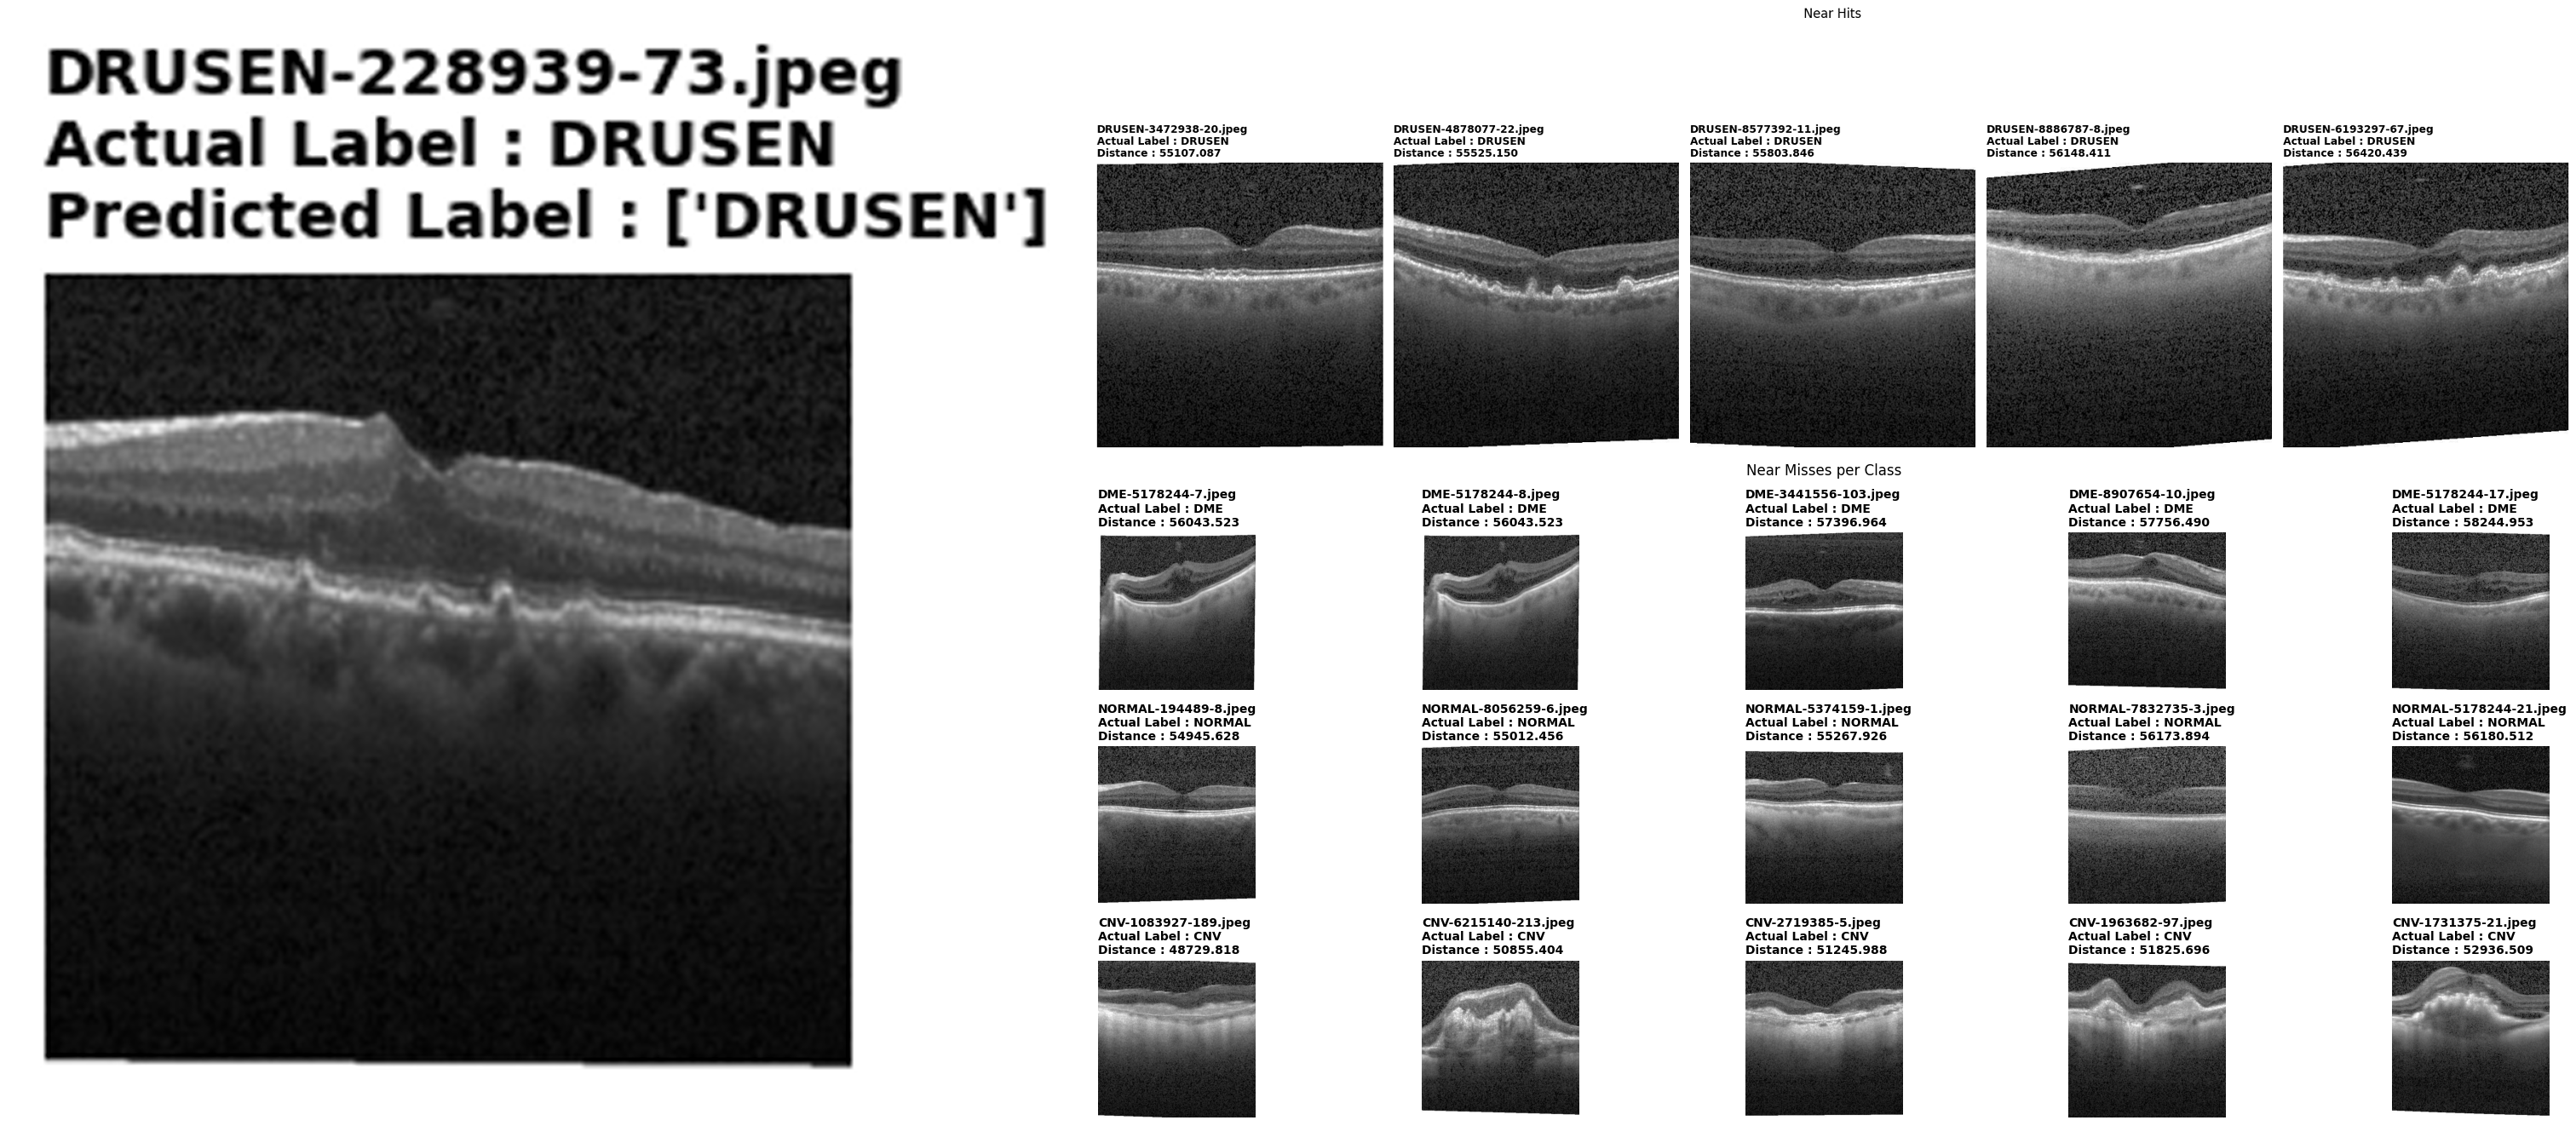 DRUSEN-228939-73.jpeg
Actual Label : DRUSEN
Predicted Label : ['DRUSEN']
Near Hits
DRUSEN-3472938-20.jpeg
Actual Label : DRUSEN
Distance : 55107.087
DRUSEN-4878077-22.jpeg
Actual Label : DRUSEN
Distance : 55525.150
DRUSEN-8577392-11.jpeg
Actual Label : DRUSEN
Distance : 55803.846
DRUSEN-8886787-8.jpeg
Actual Label : DRUSEN
Distance : 56148.411
DRUSEN-6193297-67.jpeg
Actual Label : DRUSEN
Distance : 56420.439
Near Misses per Class
DME-5178244-7.jpeg
Actual Label : DME
Distance : 56043.523
DME-5178244-8.jpeg
Actual Label : DME
Distance : 56043.523
DME-3441556-103.jpeg
Actual Label : DME
Distance : 57396.964
DME-8907654-10.jpeg
Actual Label : DME
Distance : 57756.490
DME-5178244-17.jpeg
Actual Label : DME
Distance : 58244.953
NORMAL-194489-8.jpeg
Actual Label : NORMAL
Distance : 54945.628
NORMAL-8056259-6.jpeg
Actual Label : NORMAL
Distance : 55012.456
NORMAL-5374159-1.jpeg
Actual Label : NORMAL
Distance : 55267.926
NORMAL-7832735-3.jpeg
Actual Label : NORMAL
Distance : 56173.894
NORMAL-5178244-21.jpeg
Actual Label : NORMAL
Distance : 56180.512
CNV-1083927-189.jpeg
Actual Label : CNV
Distance : 48729.818
CNV-6215140-213.jpeg
Actual Label : CNV
Distance : 50855.404
CNV-2719385-5.jpeg
Actual Label : CNV
Distance : 51245.988
CNV-1963682-97.jpeg
Actual Label : CNV
Distance : 51825.696
CNV-1731375-21.jpeg
Actual Label : CNV
Distance : 52936.509